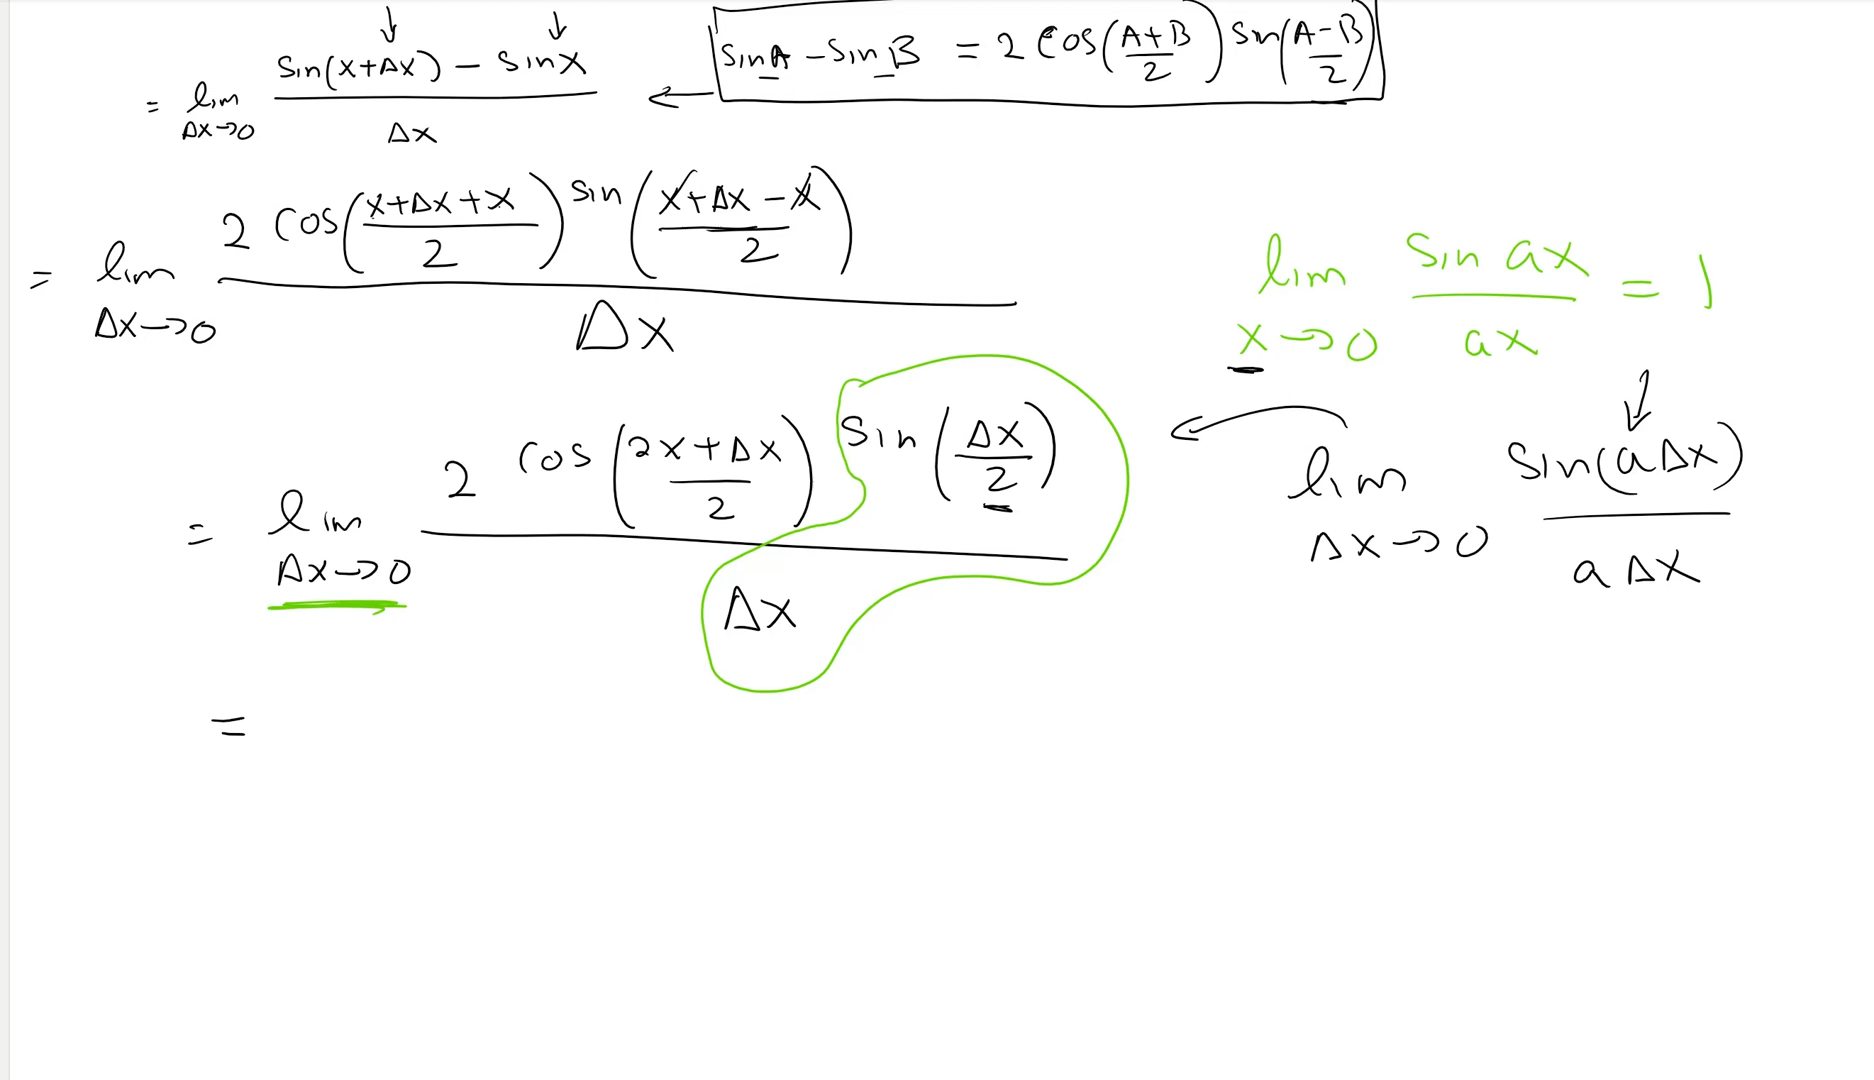 = lim Δx→0 (sin(x+Δx) − sin x) / Δx ← sin A − sin B = 2 cos((A+B)/2) sin((A−B)/2)
= lim Δx→0 (2 cos((x+Δx+x)/2) sin((x+Δx−x)/2)) / Δx
lim x→0 (sin ax) / (ax) = 1
= lim Δx→0 (2 cos((2x+Δx)/2) sin(Δx/2)) / Δx
lim Δx→0 (sin(aΔx)) / (aΔx)
=